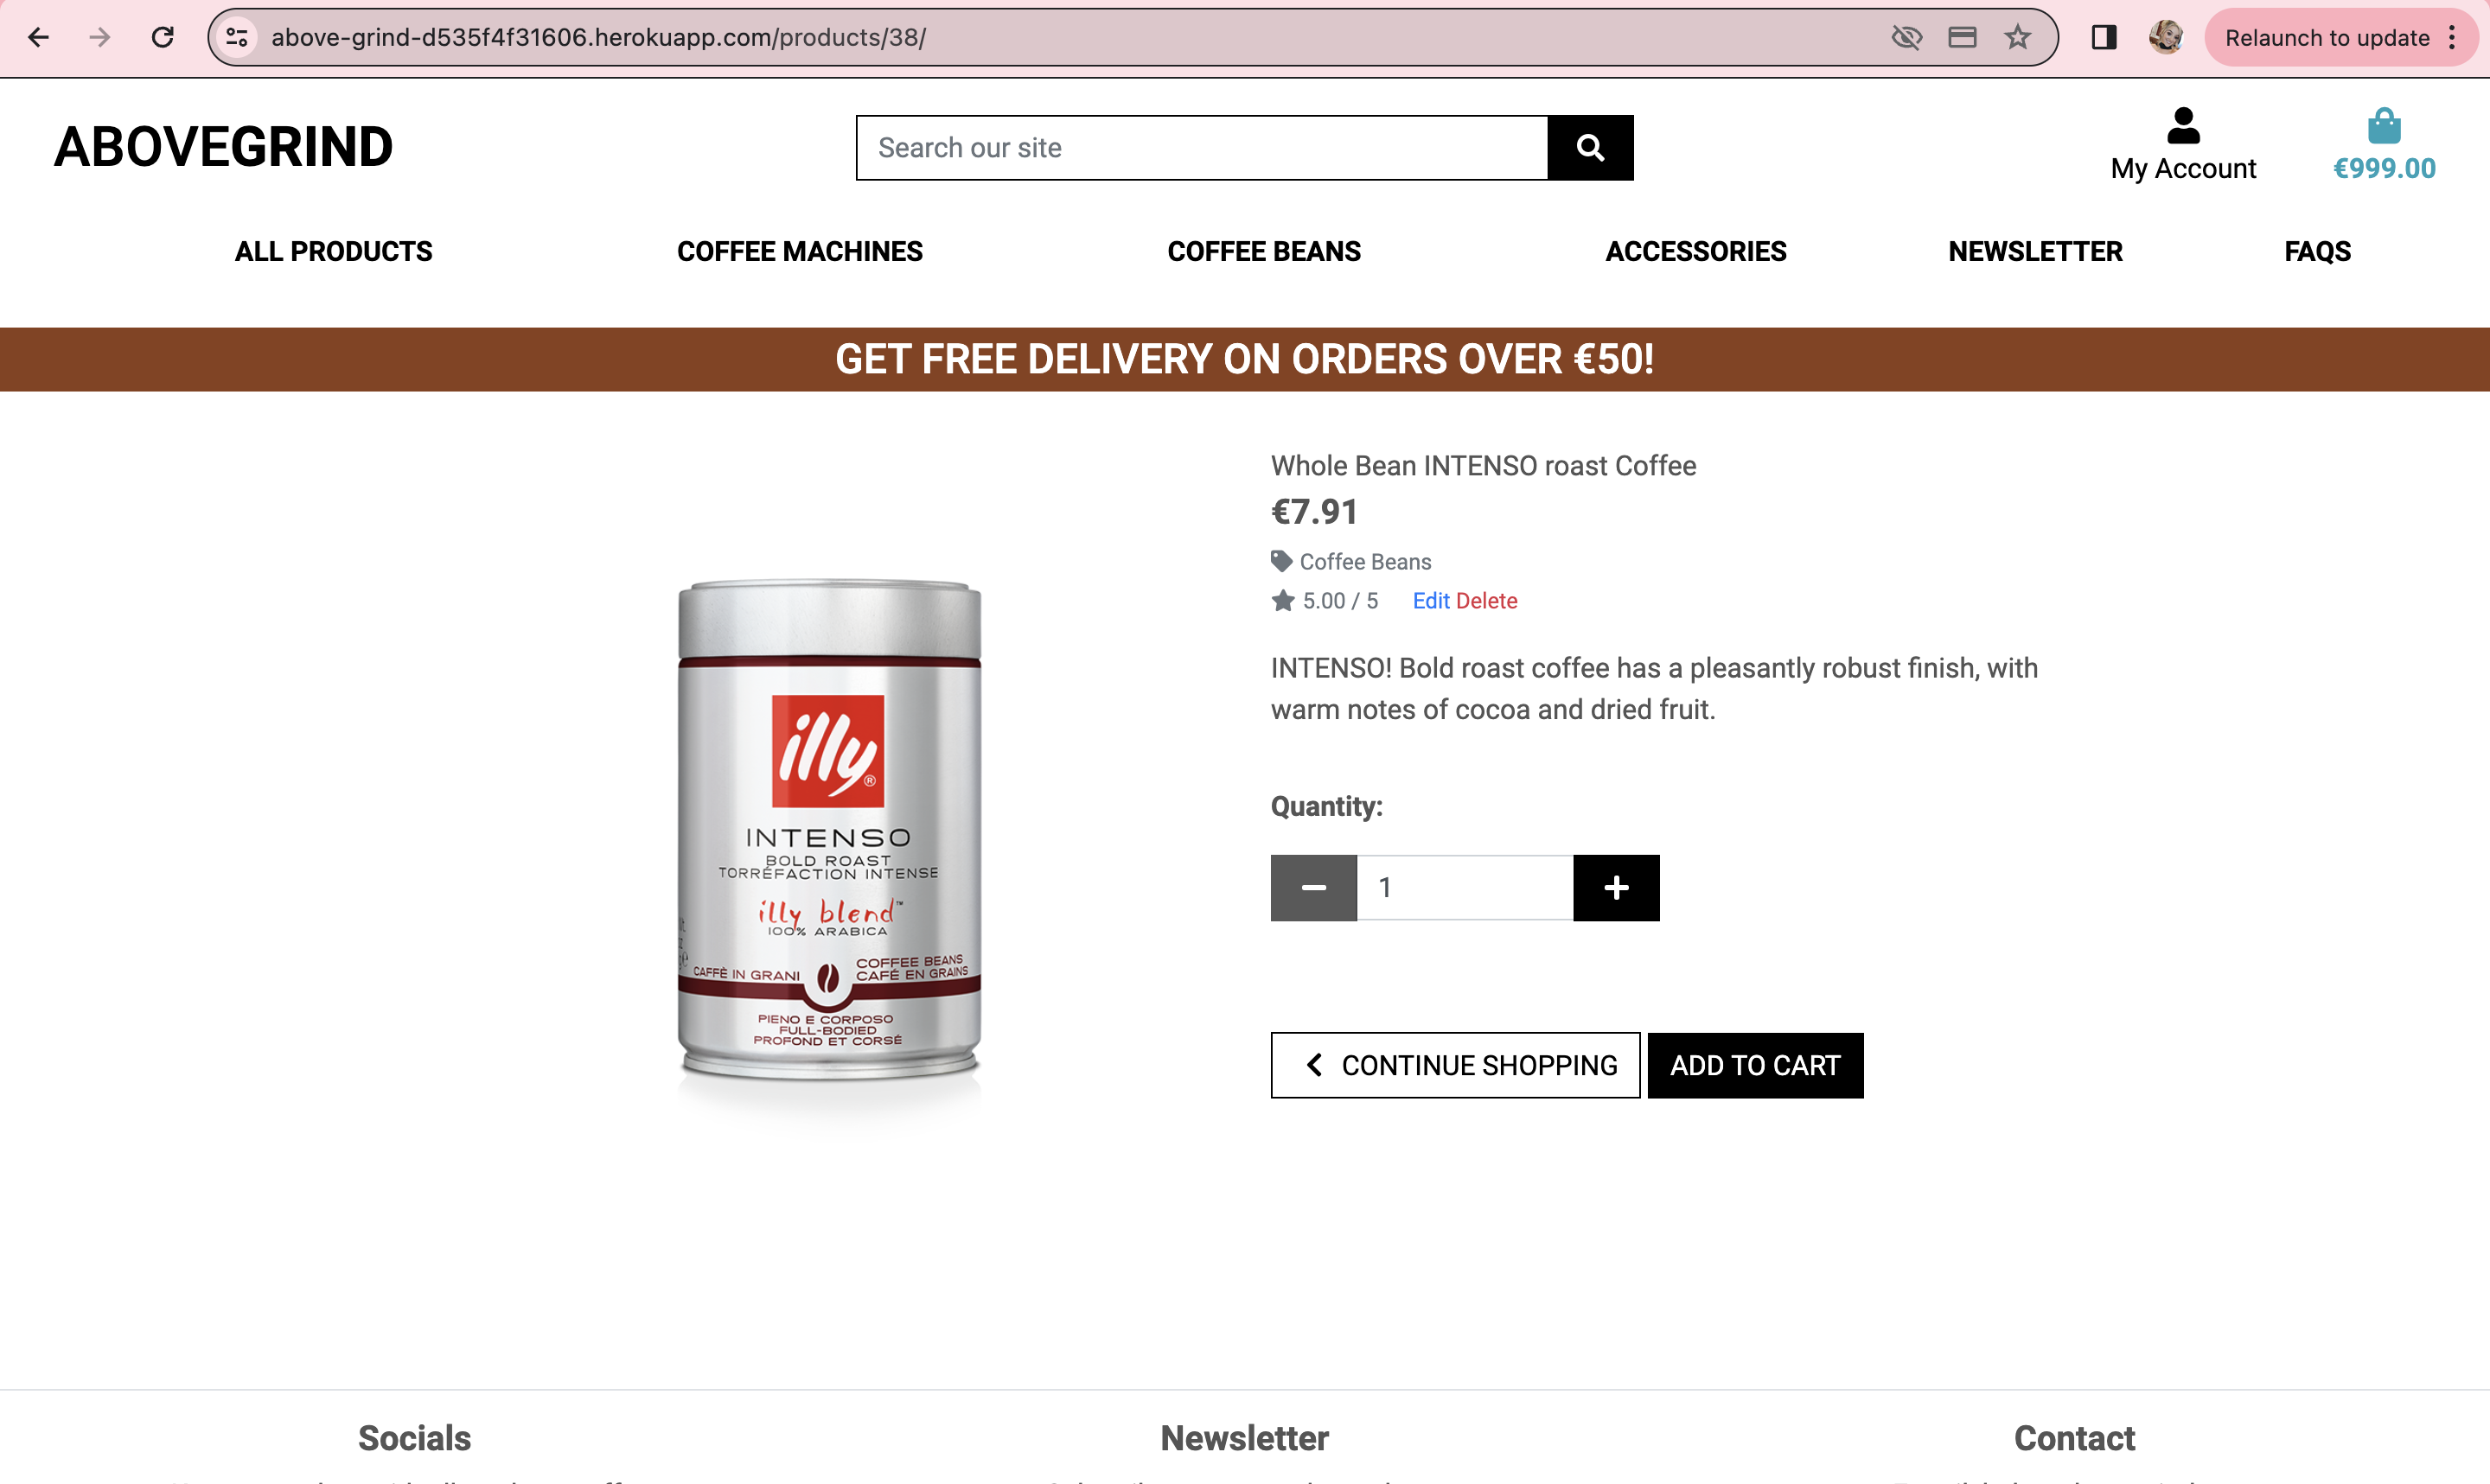 above-grind-d535f4f31606.herokuapp.com/products/38/
Relaunch to update
ABOVEGRIND
Search our site
My Account
€999.00
ALL PRODUCTS
COFFEE MACHINES
COFFEE BEANS
ACCESSORIES
NEWSLETTER
FAQS
GET FREE DELIVERY ON ORDERS OVER €50!
Whole Bean INTENSO roast Coffee
€7.91
Coffee Beans
5.00 / 5
Edit Delete
INTENSO! Bold roast coffee has a pleasantly robust finish, with
warm notes of cocoa and dried fruit.
Quantity:
1
CONTINUE SHOPPING
ADD TO CART
illy®
INTENSO
BOLD ROAST
TORRÉFACTION INTENSE
illy blend™
100% ARABICA
CAFFÈ IN GRANI
COFFEE BEANS
CAFÉ EN GRAINS
PIENO E CORPOSO
FULL-BODIED
PROFOND ET CORSÉ
Socials
Newsletter
Contact